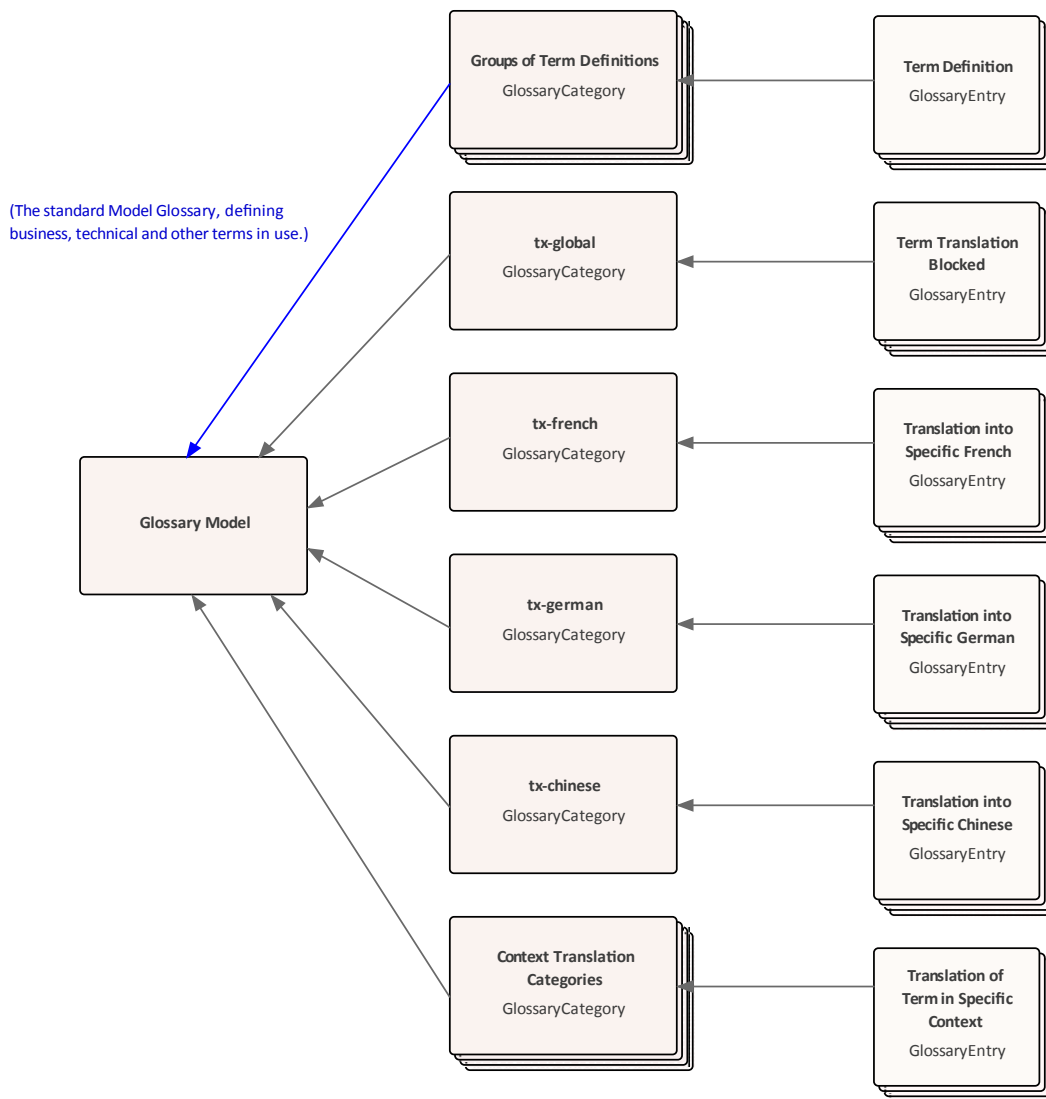 Groups of Term Definitions
GlossaryCategory
Term Definition
GlossaryEntry
(The standard Model Glossary, defining
business, technical and other terms in use.)
tx-global
GlossaryCategory
Term Translation
Blocked
GlossaryEntry
tx-french
GlossaryCategory
Translation into
Specific French
GlossaryEntry
Glossary Model
tx-german
GlossaryCategory
Translation into
Specific German
GlossaryEntry
tx-chinese
GlossaryCategory
Translation into
Specific Chinese
GlossaryEntry
Context Translation
Categories
GlossaryCategory
Translation of
Term in Specific
Context
GlossaryEntry